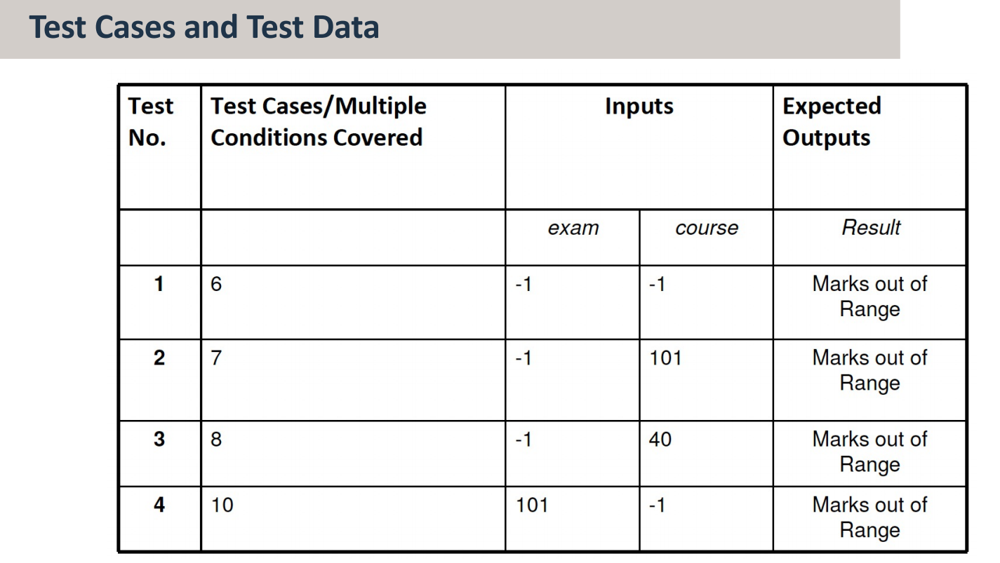 Test Cases and Test Data
Test No.
Test Cases/Multiple Conditions Covered
Inputs
Expected Outputs
exam course Result
1 6 -1 -1 Marks out of Range
2 7 -1 101 Marks out of Range
3 8 -1 40 Marks out of Range
4 10 101 -1 Marks out of Range